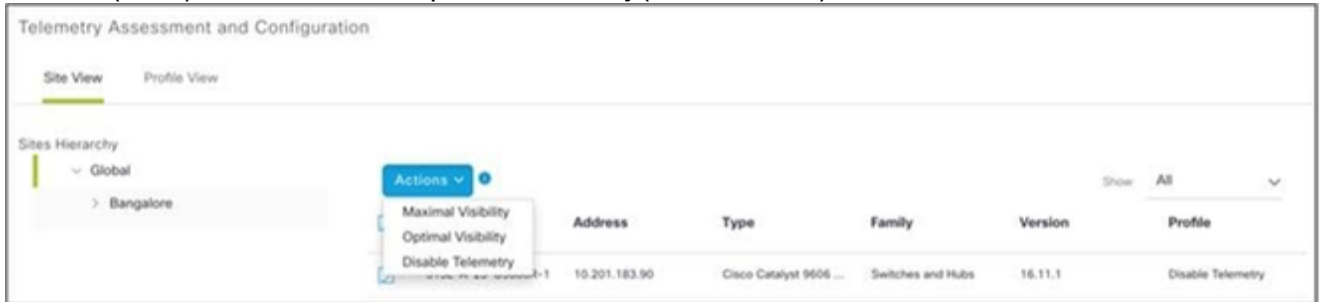 Telemetry Assessment and Configuration
Site View Profile View
Sites Hierarchy
Global
Bangalore
Actions
Show All
Maximal Visibility
Optimal Visibility
Disable Telemetry
Address Type Family Version Profile
10.201.183.90 Cisco Catalyst 9606 ... Switches and Hubs 16.11.1 Disable Telemetry